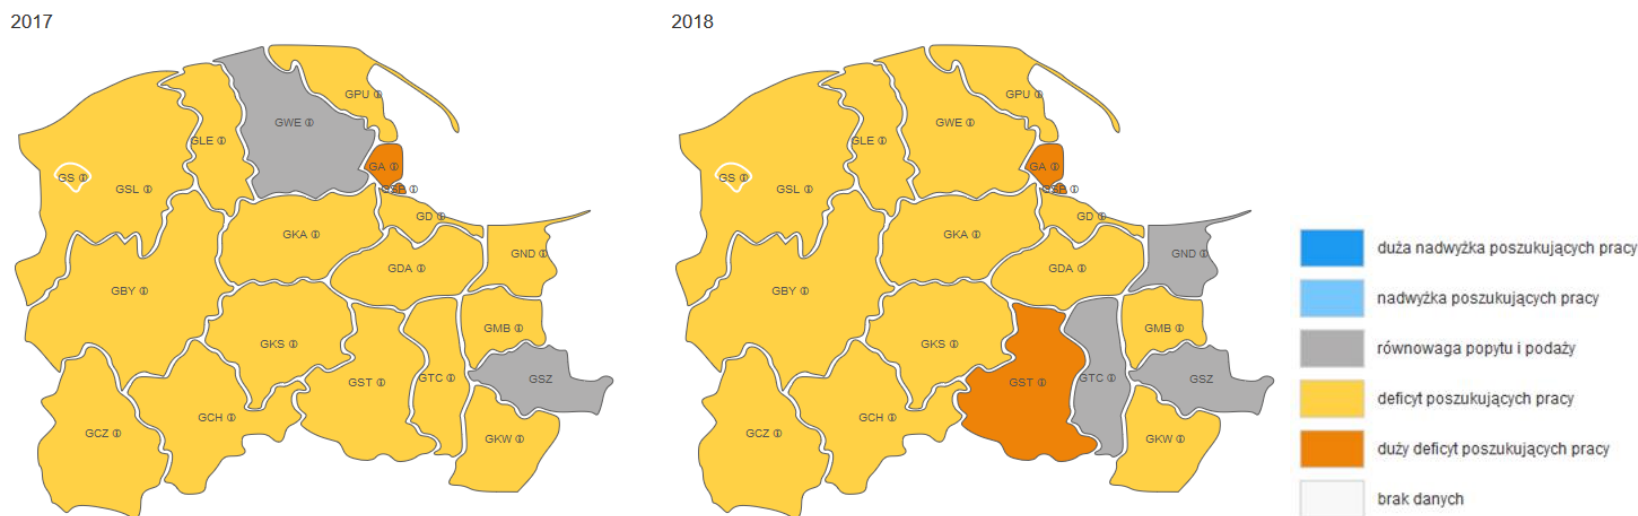 2017
2018
GPU
GWE
GLE
GA
GS
GSL
GSP
GD
GKA
GND
GDA
GBY
GMB
GKS
GST
GTC
GSZ
GCH
GCZ
GKW
GPU
GWE
GLE
GA
GS
GSL
GSP
GD
GKA
GND
GDA
GBY
GMB
GKS
GST
GTC
GSZ
GCH
GCZ
GKW
duża nadwyżka poszukujących pracy
nadwyżka poszukujących pracy
równowaga popytu i podaży
deficyt poszukujących pracy
duży deficyt poszukujących pracy
brak danych